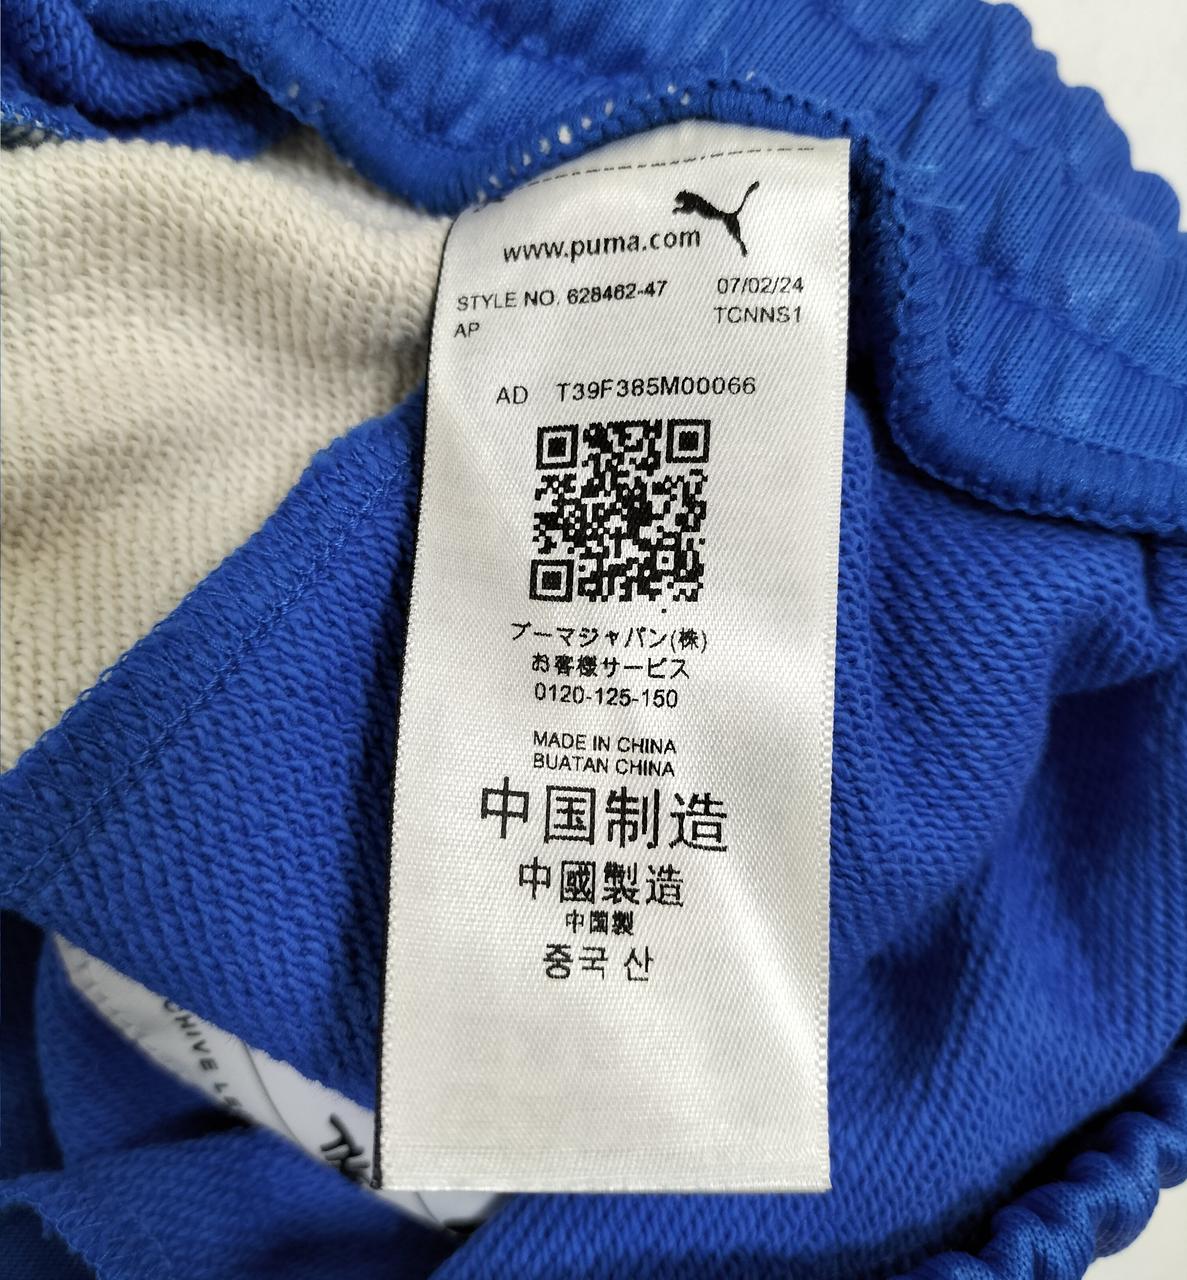 www.puma.com
STYLE NO. 628462-47 07/02/24
AP TCNNS1
AD T39F385M00066
プーマジャパン(株)
お客様サービス
0120-125-150
MADE IN CHINA
BUATAN CHINA
中国制造
中國製造
中国製
중국 산